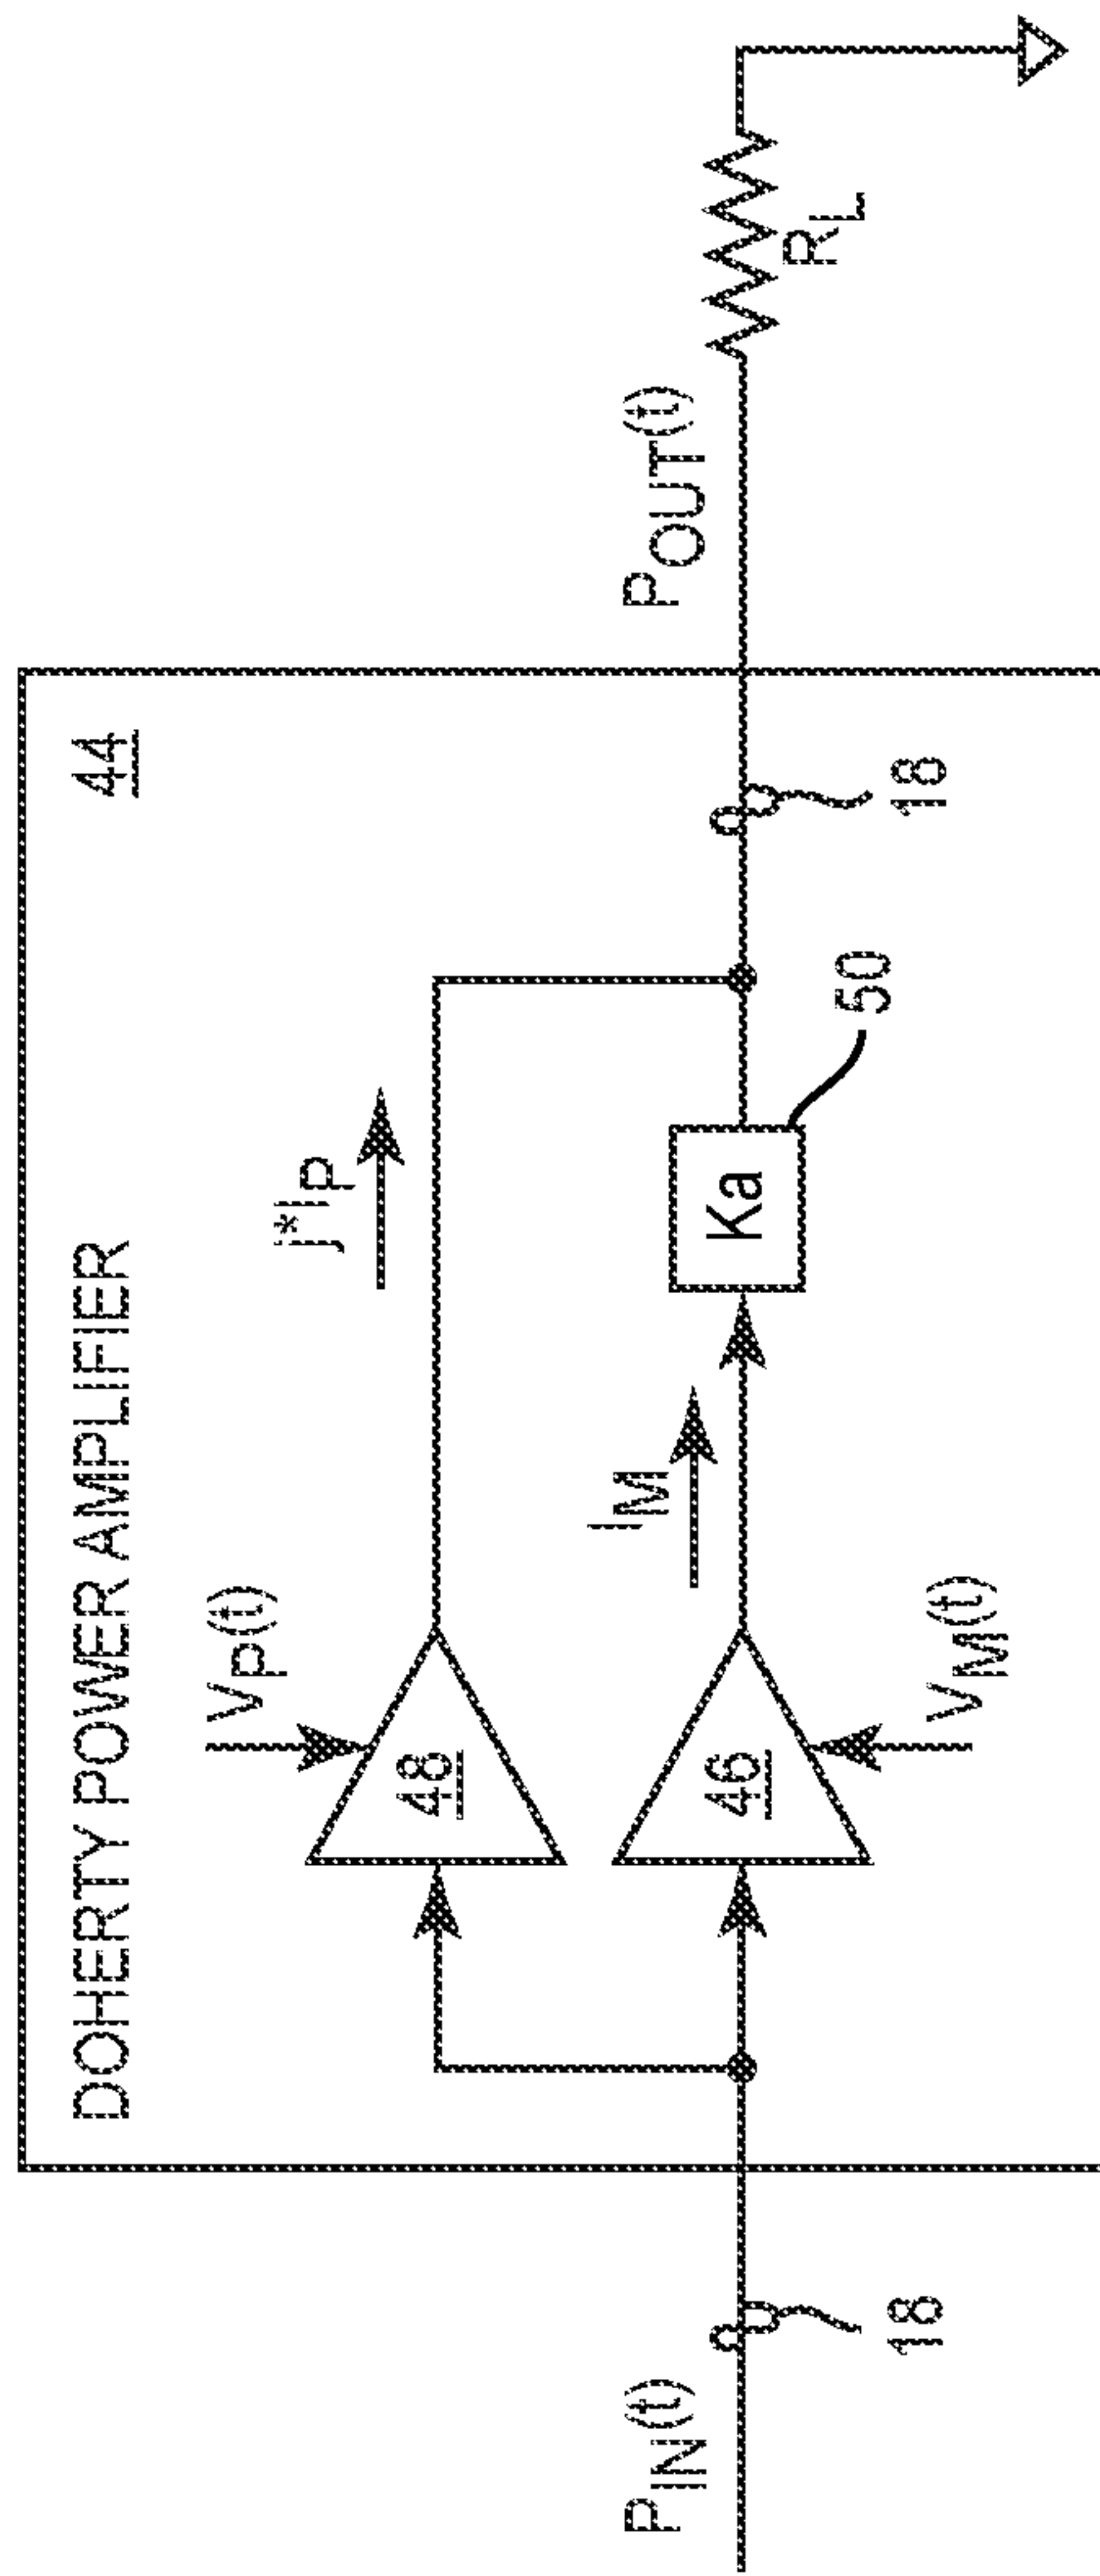 DOHERTY POWER AMPLIFIER
44
VP(t)
j*IP
48
IM
Ka
50
46
VM(t)
PIN(t)
18
18
POUT(t)
RL